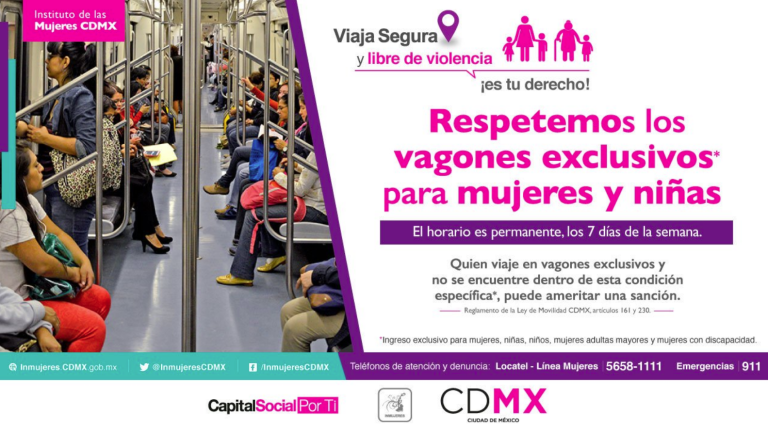 Instituto de las
Mujeres CDMX
Viaja Segura
y libre de violencia
¡es tu derecho!
Respetemos los
vagones exclusivos*
para mujeres y niñas
El horario es permanente, los 7 días de la semana.
Quien viaje en vagones exclusivos y
no se encuentre dentro de esta condición
específica*, puede ameritar una sanción.
Reglamento de la Ley de Movilidad CDMX, artículos 161 y 230.
*Ingreso exclusivo para mujeres, niñas, niños, mujeres adultas mayores y mujeres con discapacidad.
Inmujeres.CDMX.gob.mx
@InmujeresCDMX
/InmujeresCDMX
Teléfonos de atención y denuncia: Locatel - Línea Mujeres 5658-1111 Emergencias 911
CapitalSocial Por Ti
CDMX
CIUDAD DE MÉXICO